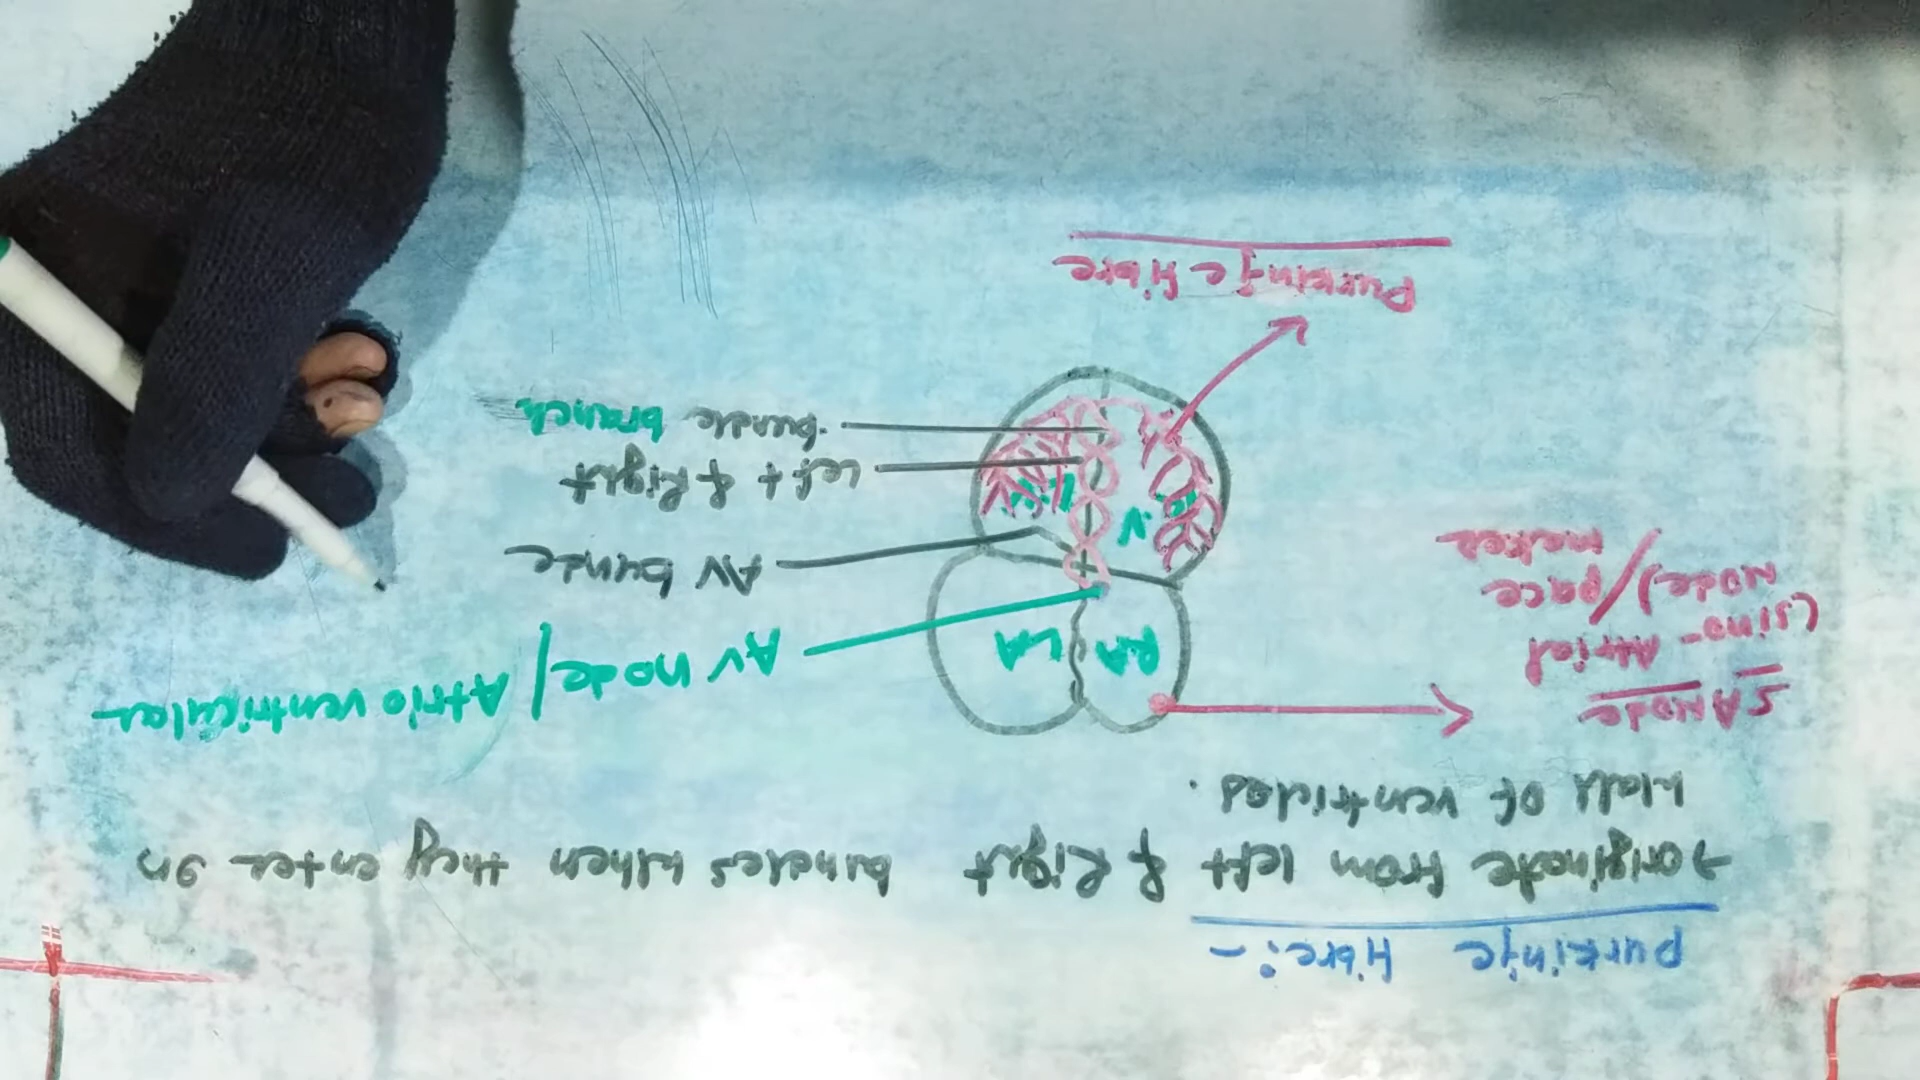 Purkinje fibre:-
→ originate from left & Right bundles when they enter In
Wall of ventricles.
SA Node
(sino-Atrial
Node)/pace
maker
RA
LA
AV node/Atrio ventricular
AV bundle
Left & Right
bundle branch
V
Purkinje fibre